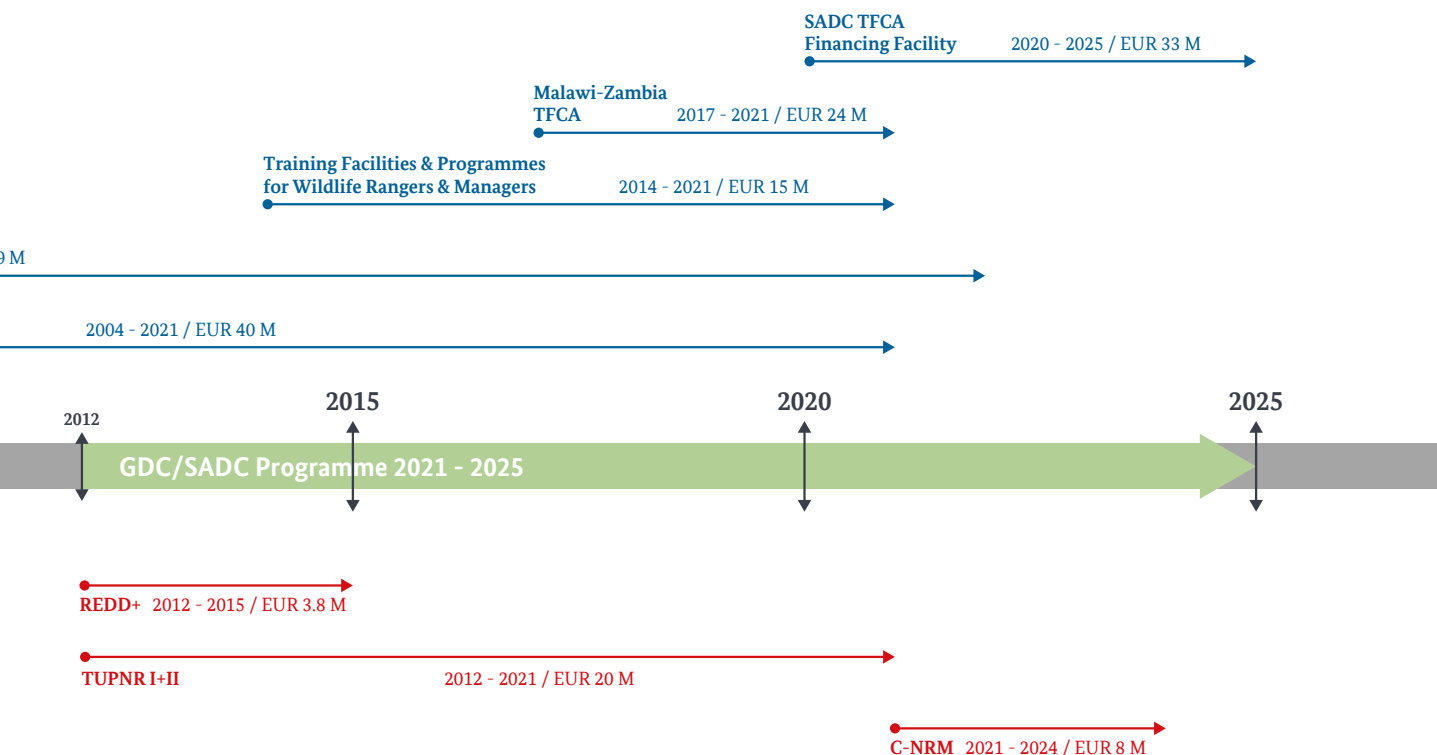 SADC TFCA
Financing Facility 2020 - 2025 / EUR 33 M
Malawi-Zambia
TFCA 2017 - 2021 / EUR 24 M
Training Facilities & Programmes
for Wildlife Rangers & Managers 2014 - 2021 / EUR 15 M
M
2004 - 2021 / EUR 40 M
2012
2015
2020
2025
GDC/SADC Programme 2021 - 2025
REDD+ 2012 - 2015 / EUR 3.8 M
TUPNR I+II 2012 - 2021 / EUR 20 M
C-NRM 2021 - 2024 / EUR 8 M